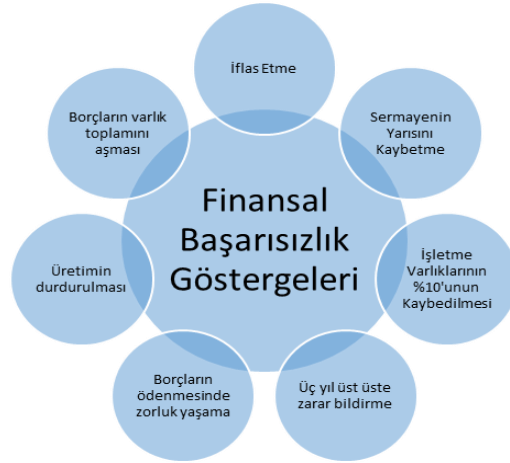 İflas Etme
Sermayenin
Yarısını
Kaybetme
İşletme
Varlıklarının
%10'unun
Kaybedilmesi
Üç yıl üst üste
zarar bildirme
Borçların
ödenmesinde
zorluk yaşama
Üretimin
durdurulması
Borçların varlık
toplamını
aşması
Finansal
Başarısızlık
Göstergeleri